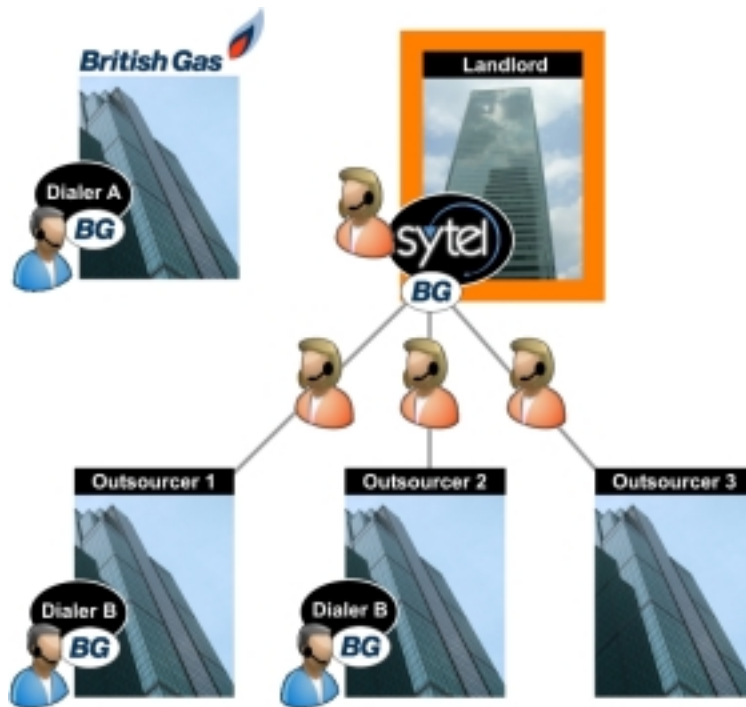 British Gas
Landlord
Dialer A
BG
sytel
BG
Outsourcer 1
Outsourcer 2
Outsourcer 3
Dialer B
BG
Dialer B
BG